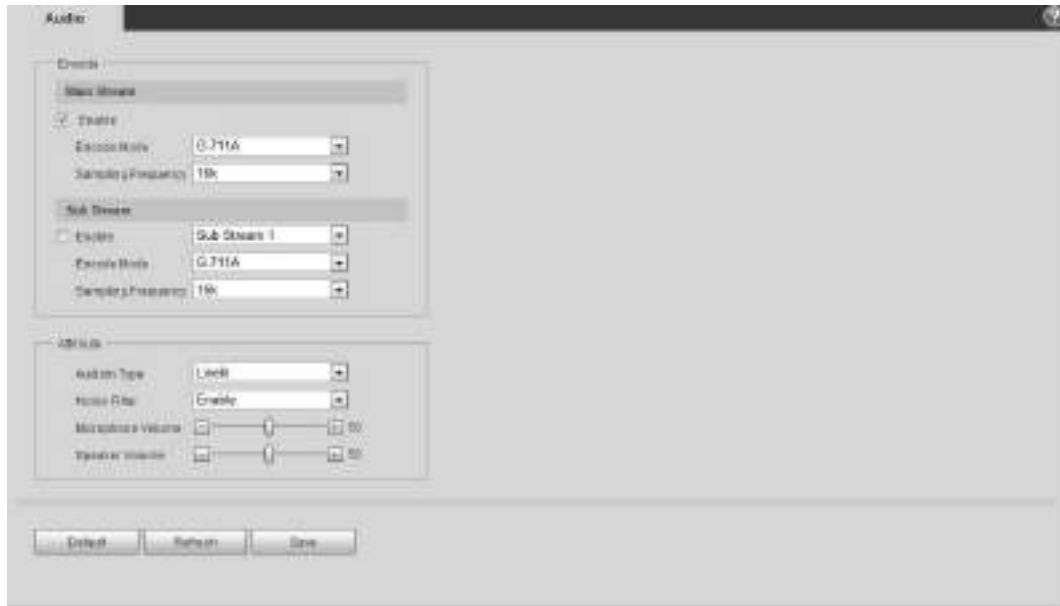 Audio
Encode
Main Stream
Enable
Encode Mode G.711A
Sampling Frequency 16k
Sub Stream
Enable Sub Stream 1
Encode Mode G.711A
Sampling Frequency 16k
Attribute
AudioIn Type LineIn
Noise Filter Enable
Microphone Volume 50
Speaker Volume 50
Default Refresh Save